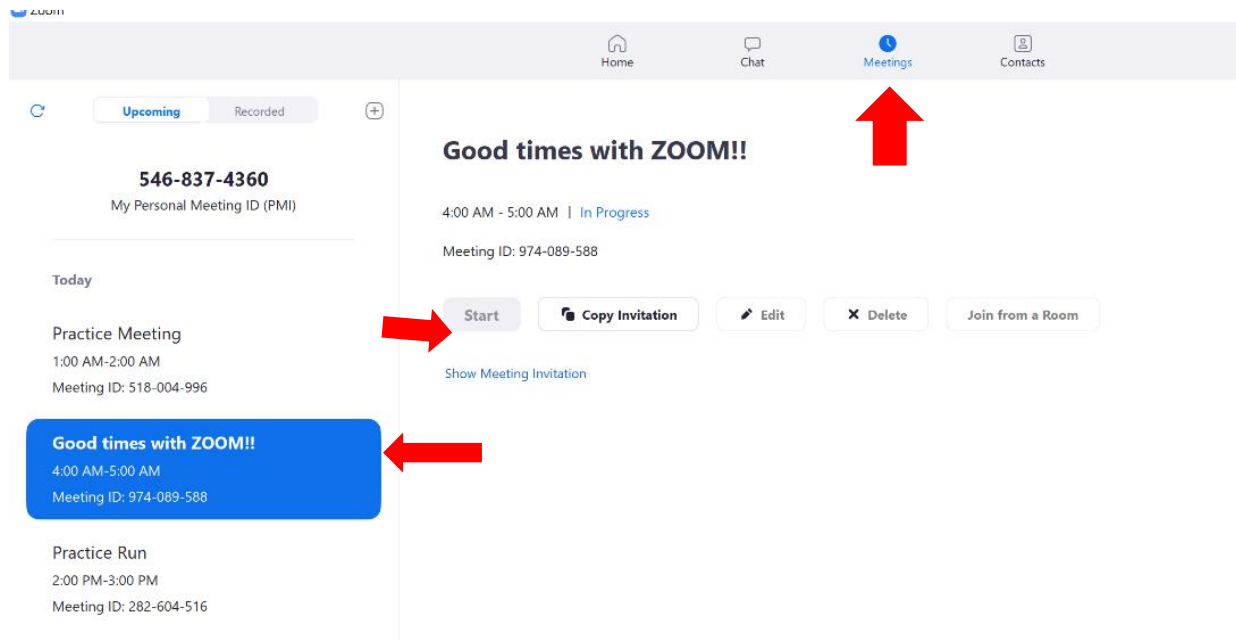 Zoom
Home Chat Meetings Contacts
Upcoming Recorded
546-837-4360
My Personal Meeting ID (PMI)
Today
Practice Meeting
1:00 AM-2:00 AM
Meeting ID: 518-004-996
Good times with ZOOM!!
4:00 AM-5:00 AM
Meeting ID: 974-089-588
Practice Run
2:00 PM-3:00 PM
Meeting ID: 282-604-516
Good times with ZOOM!!
4:00 AM - 5:00 AM | In Progress
Meeting ID: 974-089-588
Start Copy Invitation Edit Delete Join from a Room
Show Meeting Invitation